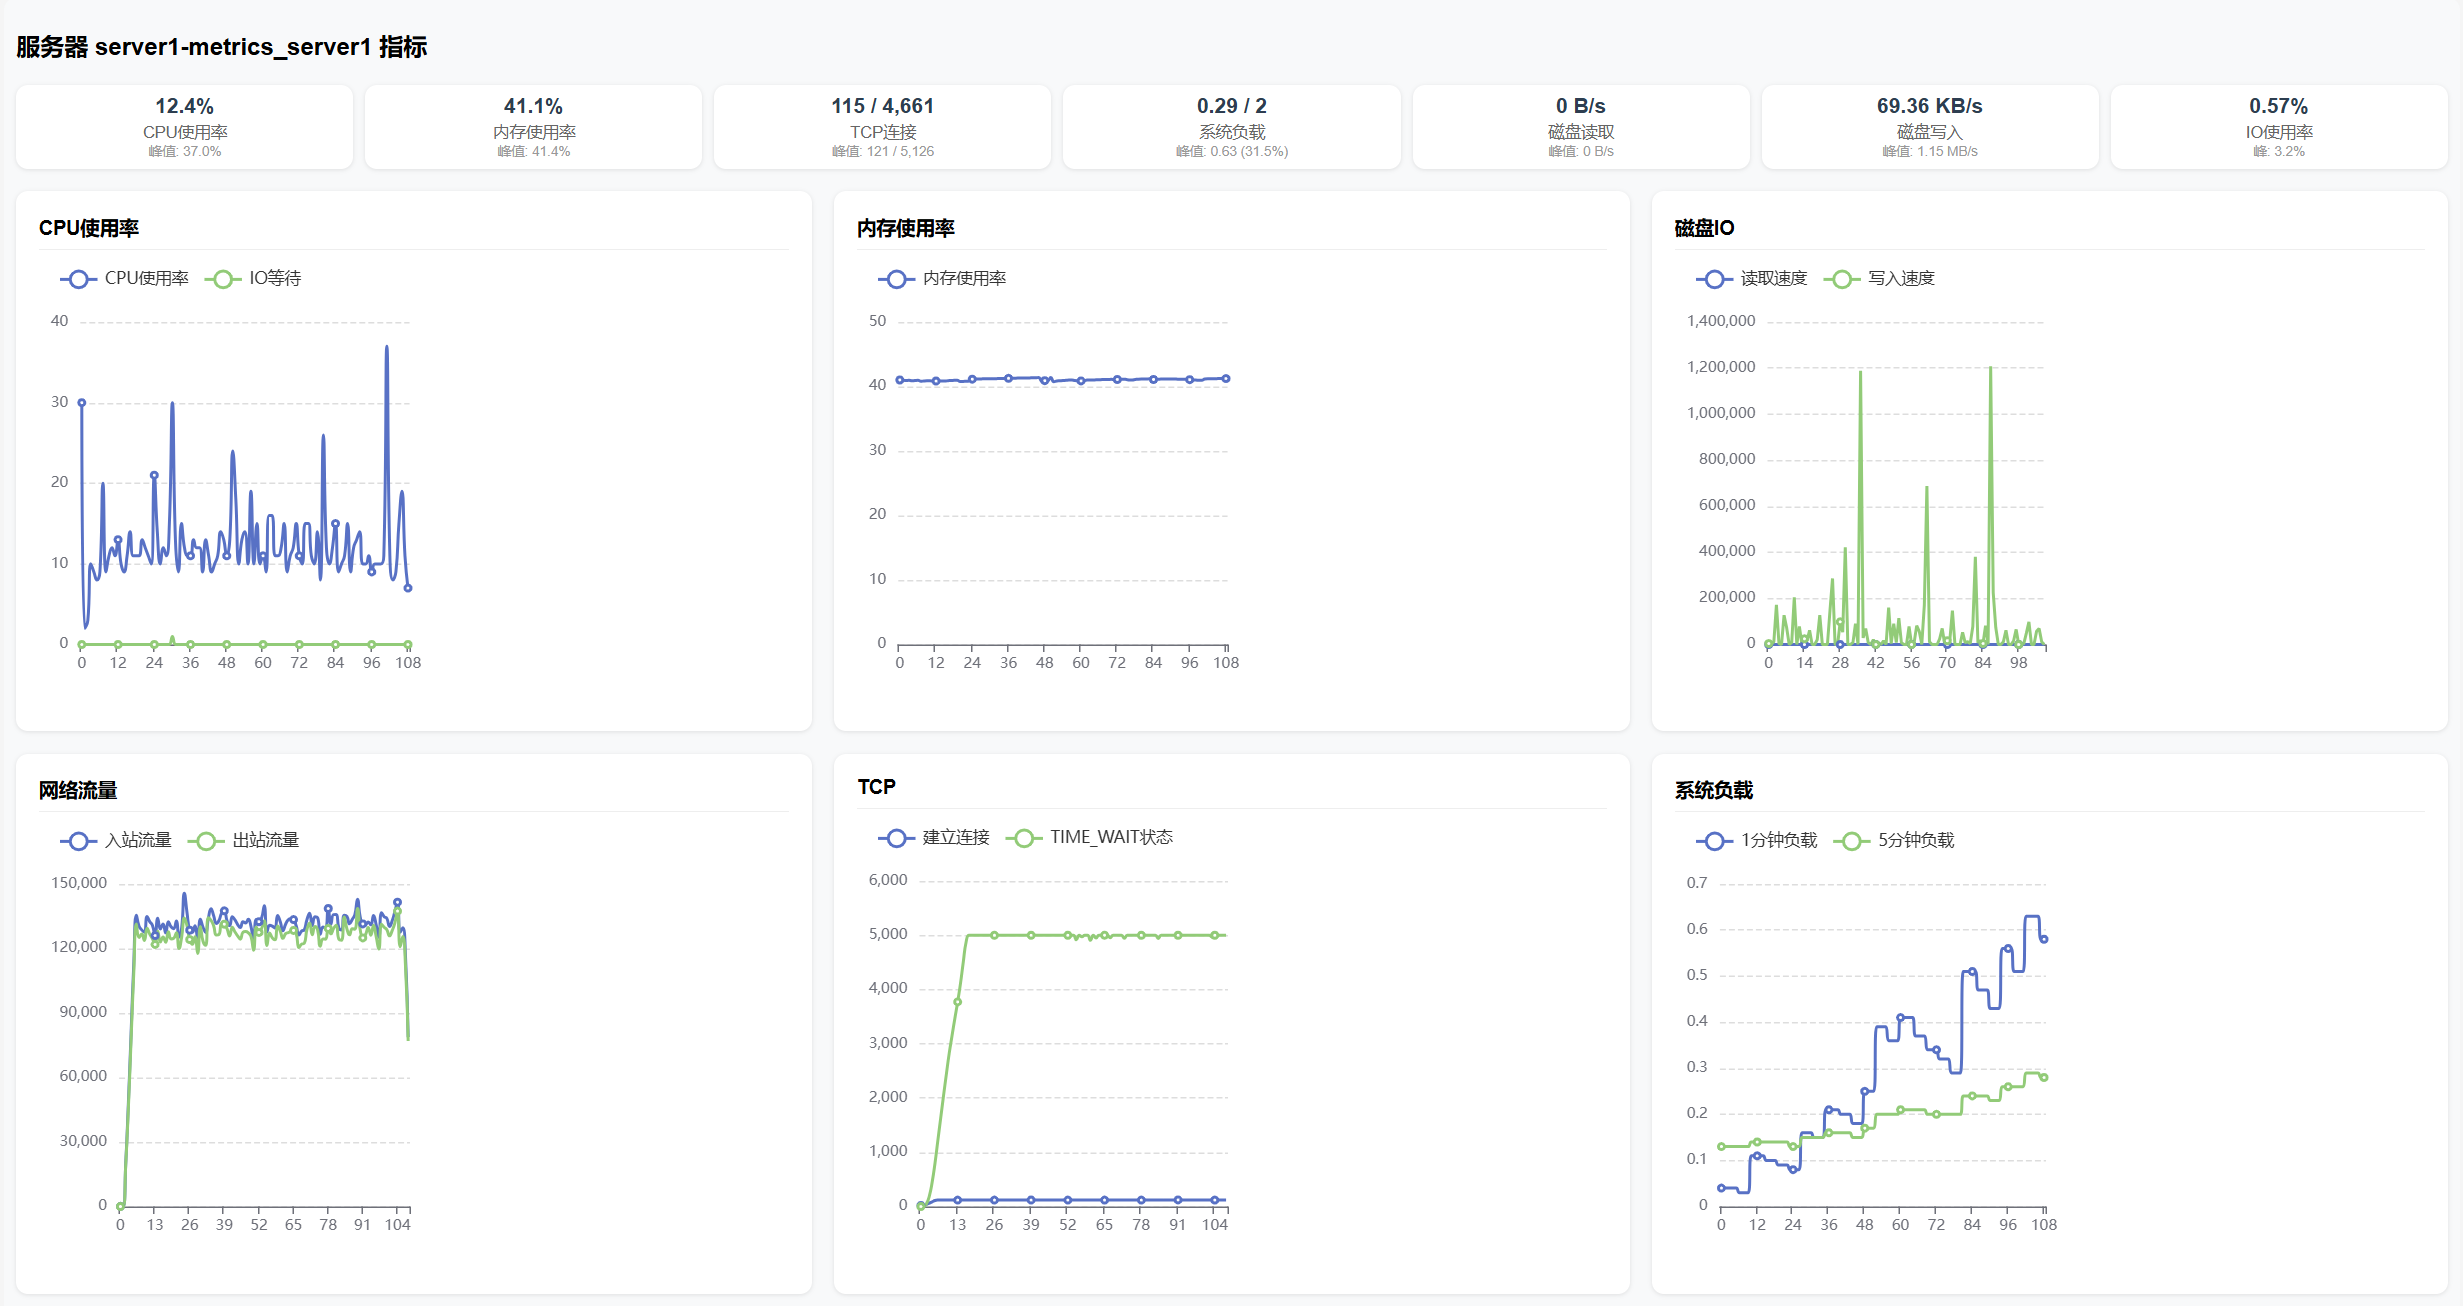 服务器 server1-metrics_server1 指标
12.4%
CPU使用率
峰值: 37.0%
41.1%
内存使用率
峰值: 41.4%
115 / 4,661
TCP连接
峰值: 121 / 5,126
0.29 / 2
系统负载
峰值: 0.63 (31.5%)
0 B/s
磁盘读取
峰值: 0 B/s
69.36 KB/s
磁盘写入
峰值: 1.15 MB/s
0.57%
IO使用率
峰: 3.2%
CPU使用率
CPU使用率 IO等待
40
30
20
10
0
0 12 24 36 48 60 72 84 96 108
内存使用率
内存使用率
50
40
30
20
10
0
0 12 24 36 48 60 72 84 96 108
磁盘IO
读取速度 写入速度
1,400,000
1,200,000
1,000,000
800,000
600,000
400,000
200,000
0
0 14 28 42 56 70 84 98
网络流量
入站流量 出站流量
150,000
120,000
90,000
60,000
30,000
0
0 13 26 39 52 65 78 91 104
TCP
建立连接 TIME_WAIT状态
6,000
5,000
4,000
3,000
2,000
1,000
0
0 13 26 39 52 65 78 91 104
系统负载
1分钟负载 5分钟负载
0.7
0.6
0.5
0.4
0.3
0.2
0.1
0
0 12 24 36 48 60 72 84 96 108